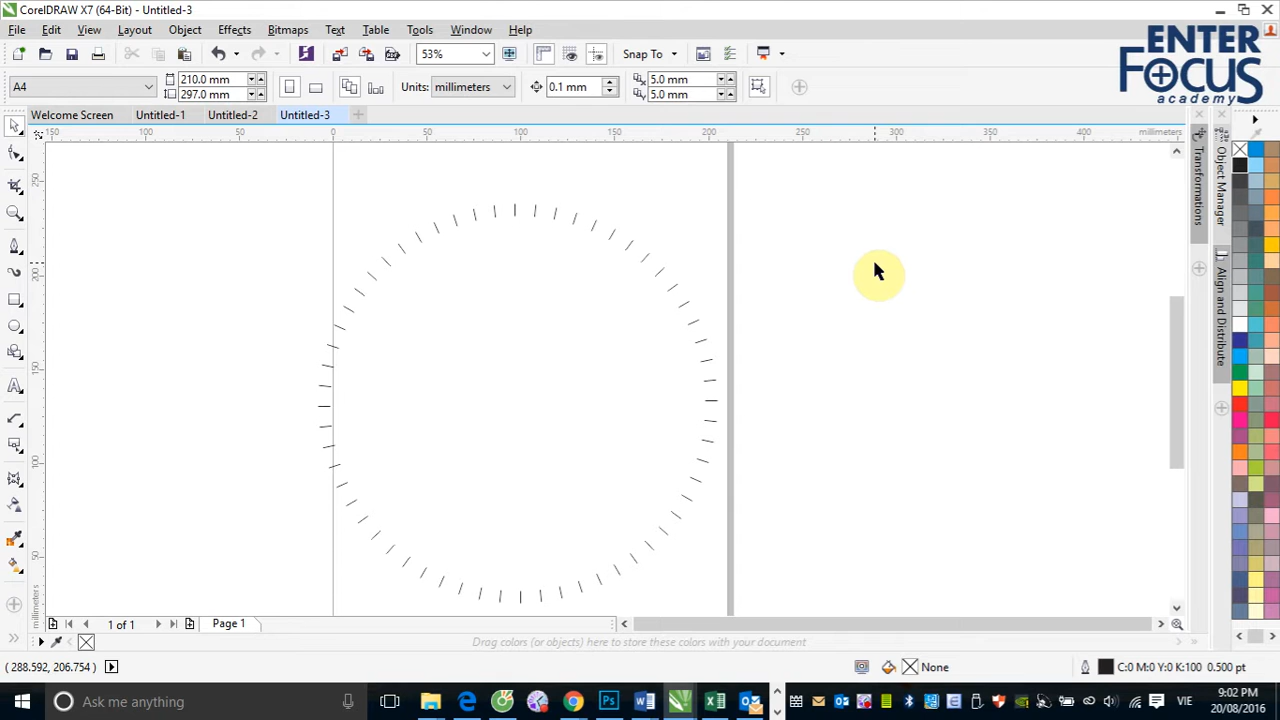 CorelDRAW X7 (64-Bit) - Untitled-3
File Edit View Layout Object Effects Bitmaps Text Table Tools Window Help
53% Snap To
ENTER
FOCUS
academy
A4 210.0 mm 297.0 mm Units: millimeters 0.1 mm 5.0 mm 5.0 mm
Welcome Screen Untitled-1 Untitled-2 Untitled-3
150 100 50 0 50 100 150 200 250 300 350 400 millimeters
250
200
150
100
50
millimeters
Transformations
Object Manager
Align and Distribute
1 of 1 Page 1
Drag colors (or objects) here to store these colors with your document
(288.592, 206.754) None C:0 M:0 Y:0 K:100 0.500 pt
Ask me anything VIE 9:02 PM
20/08/2016